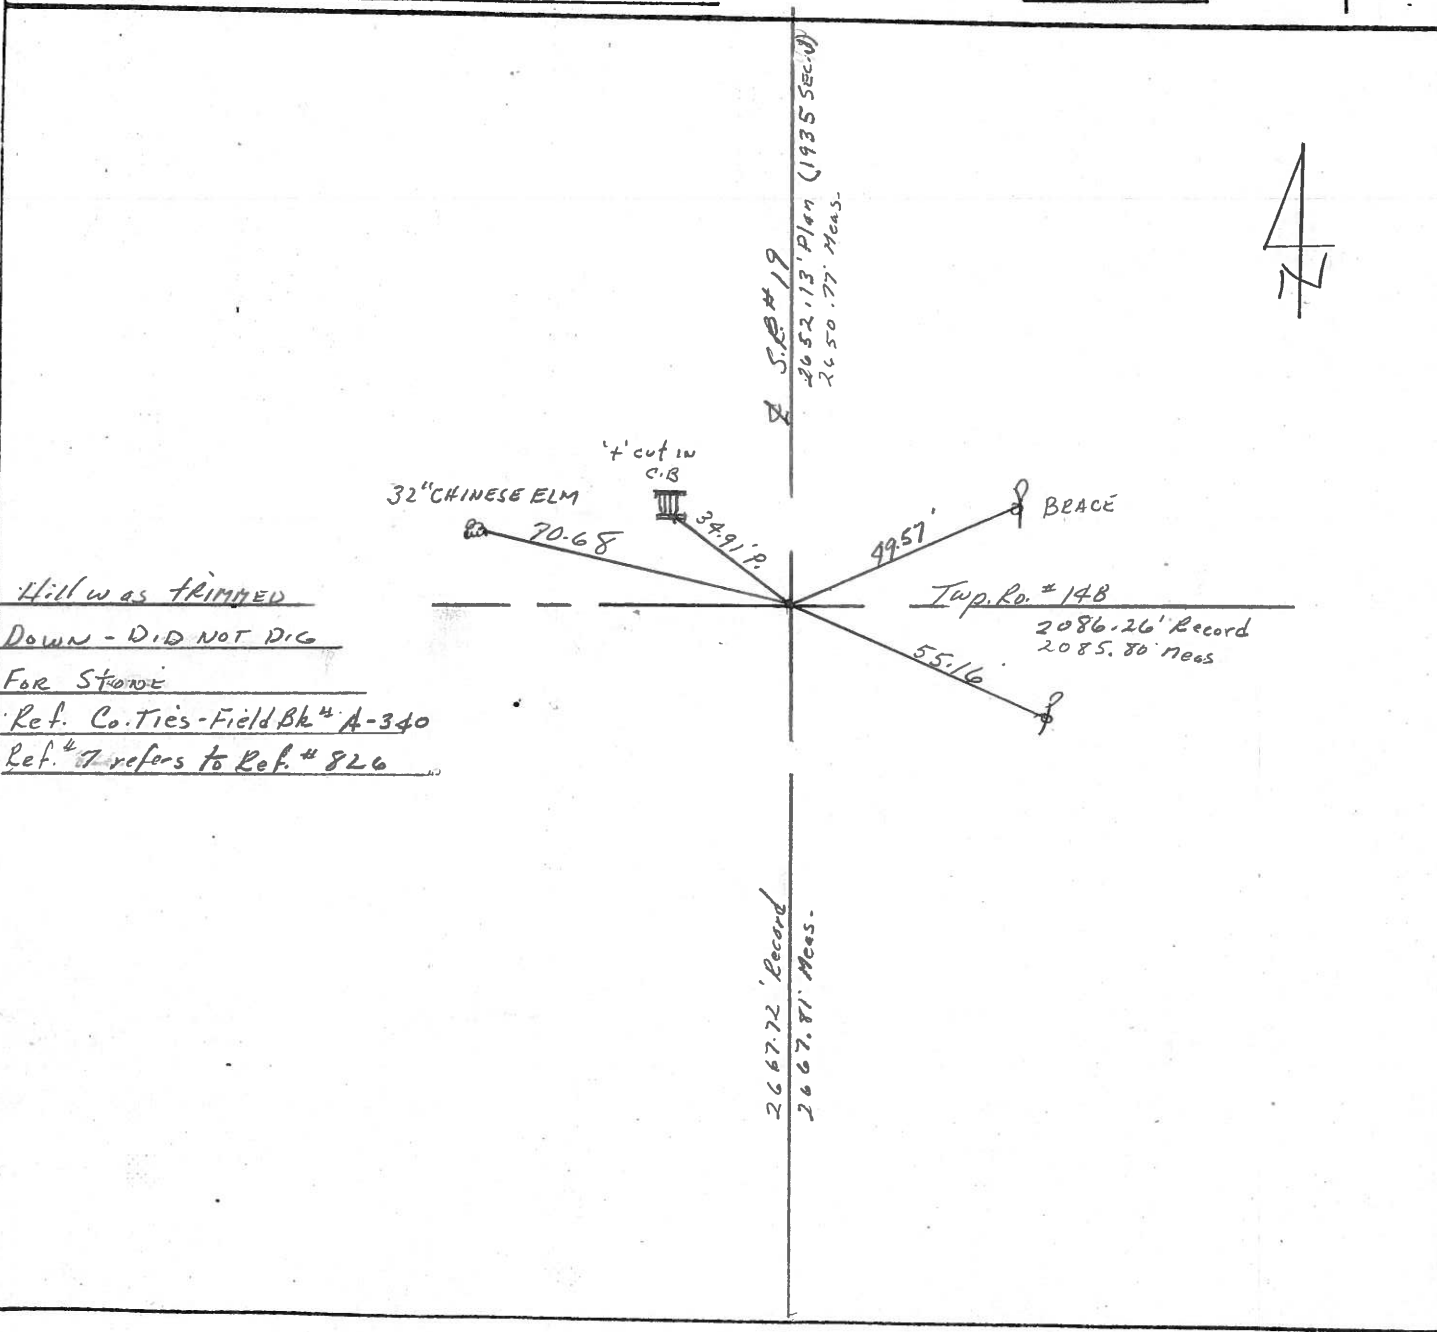 ℄ S.R.# 19
2652.13' Plan (1935 Sec.J)
2650.77' Meas.
N
'+' cut in
C.B
32" CHINESE ELM
70.68
34.91' P.
49.57'
BRACE
Twp. Rd. # 148
2086.26' Record
2085.80' Meas
55.16'
Hill was TRIMMED
DOWN - DID NOT DIG
FOR STONE
Ref. Co. Ties - Field Bk # A-340
Ref. # 7 refers to Ref. # 826
2667.72' Record
2667.81' Meas.